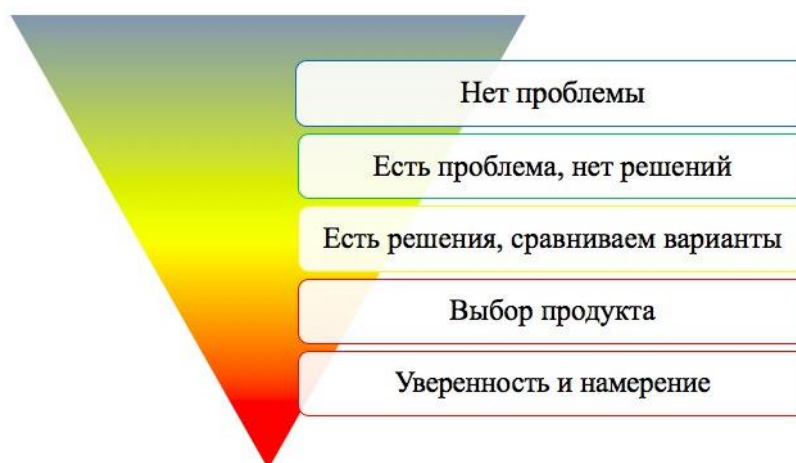 Нет проблемы
Есть проблема, нет решений
Есть решения, сравниваем варианты
Выбор продукта
Уверенность и намерение